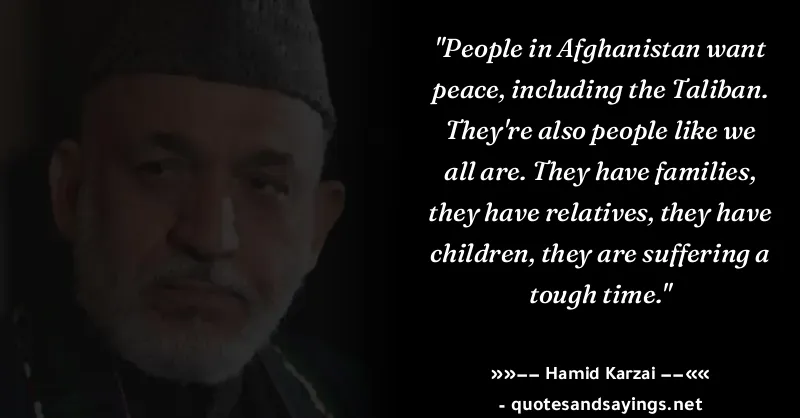 "People in Afghanistan want
peace, including the Taliban.
They're also people like we
all are. They have families,
they have relatives, they have
children, they are suffering a
tough time."
»»−− Hamid Karzai −−««
- quotesandsayings.net